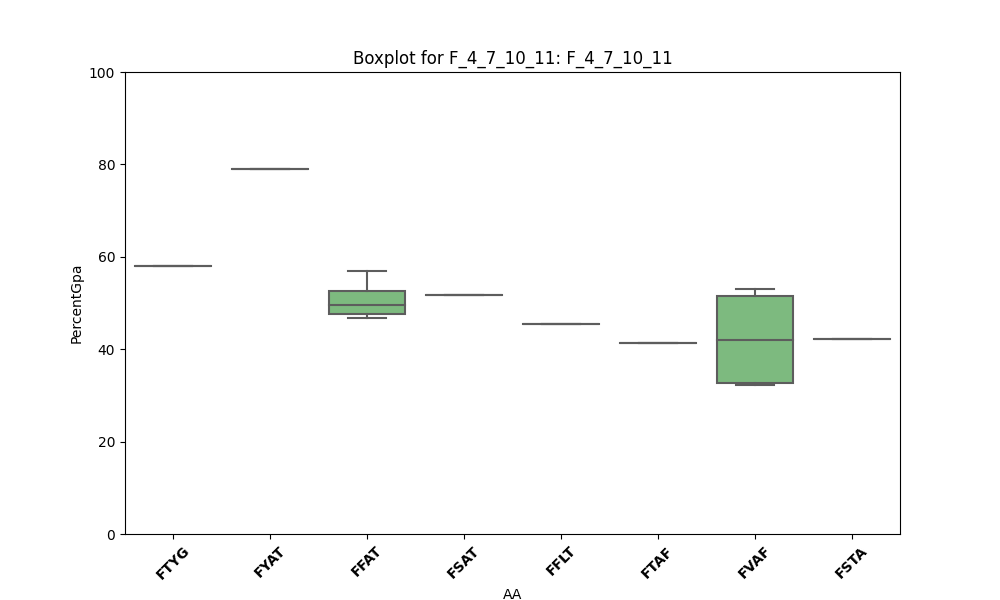 Boxplot for F_4_7_10_11: F_4_7_10_11
100
80
60
40
20
0
PercentGpa
FTYG
FYAT
FFAT
FSAT
FFLT
FTAF
FVAF
FSTA
AA